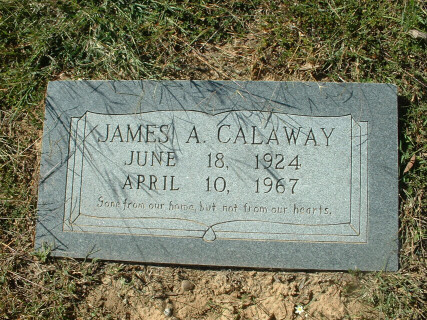 JAMES A. CALAWAY
JUNE 18, 1924
APRIL 10, 1967
Gone from our home, but not from our hearts.